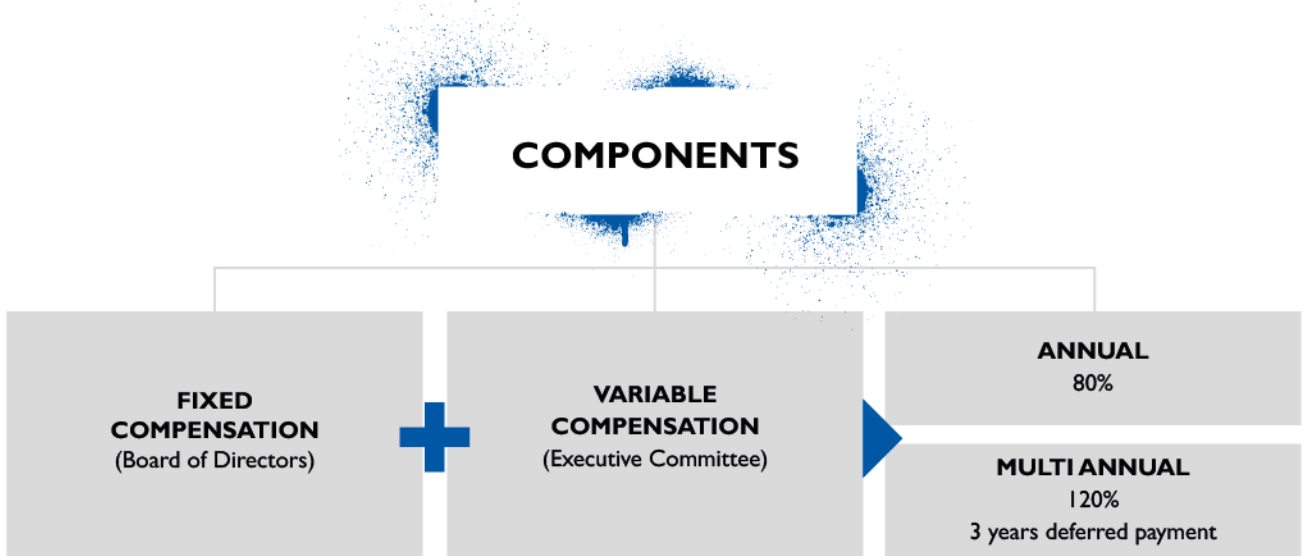 COMPONENTS
FIXED
COMPENSATION
(Board of Directors)
VARIABLE
COMPENSATION
(Executive Committee)
ANNUAL
80%
MULTI ANNUAL
120%
3 years deferred payment